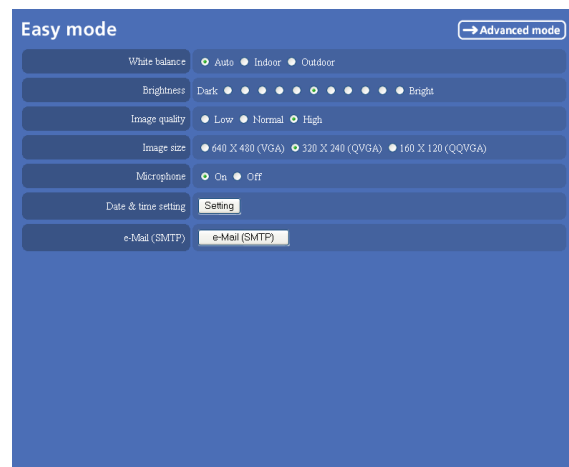 Easy mode
Advanced mode
White balance Auto Indoor Outdoor
Brightness Dark Bright
Image quality Low Normal High
Image size 640 X 480 (VGA) 320 X 240 (QVGA) 160 X 120 (QQVGA)
Microphone On Off
Date & time setting Setting
e-Mail (SMTP) e-Mail (SMTP)